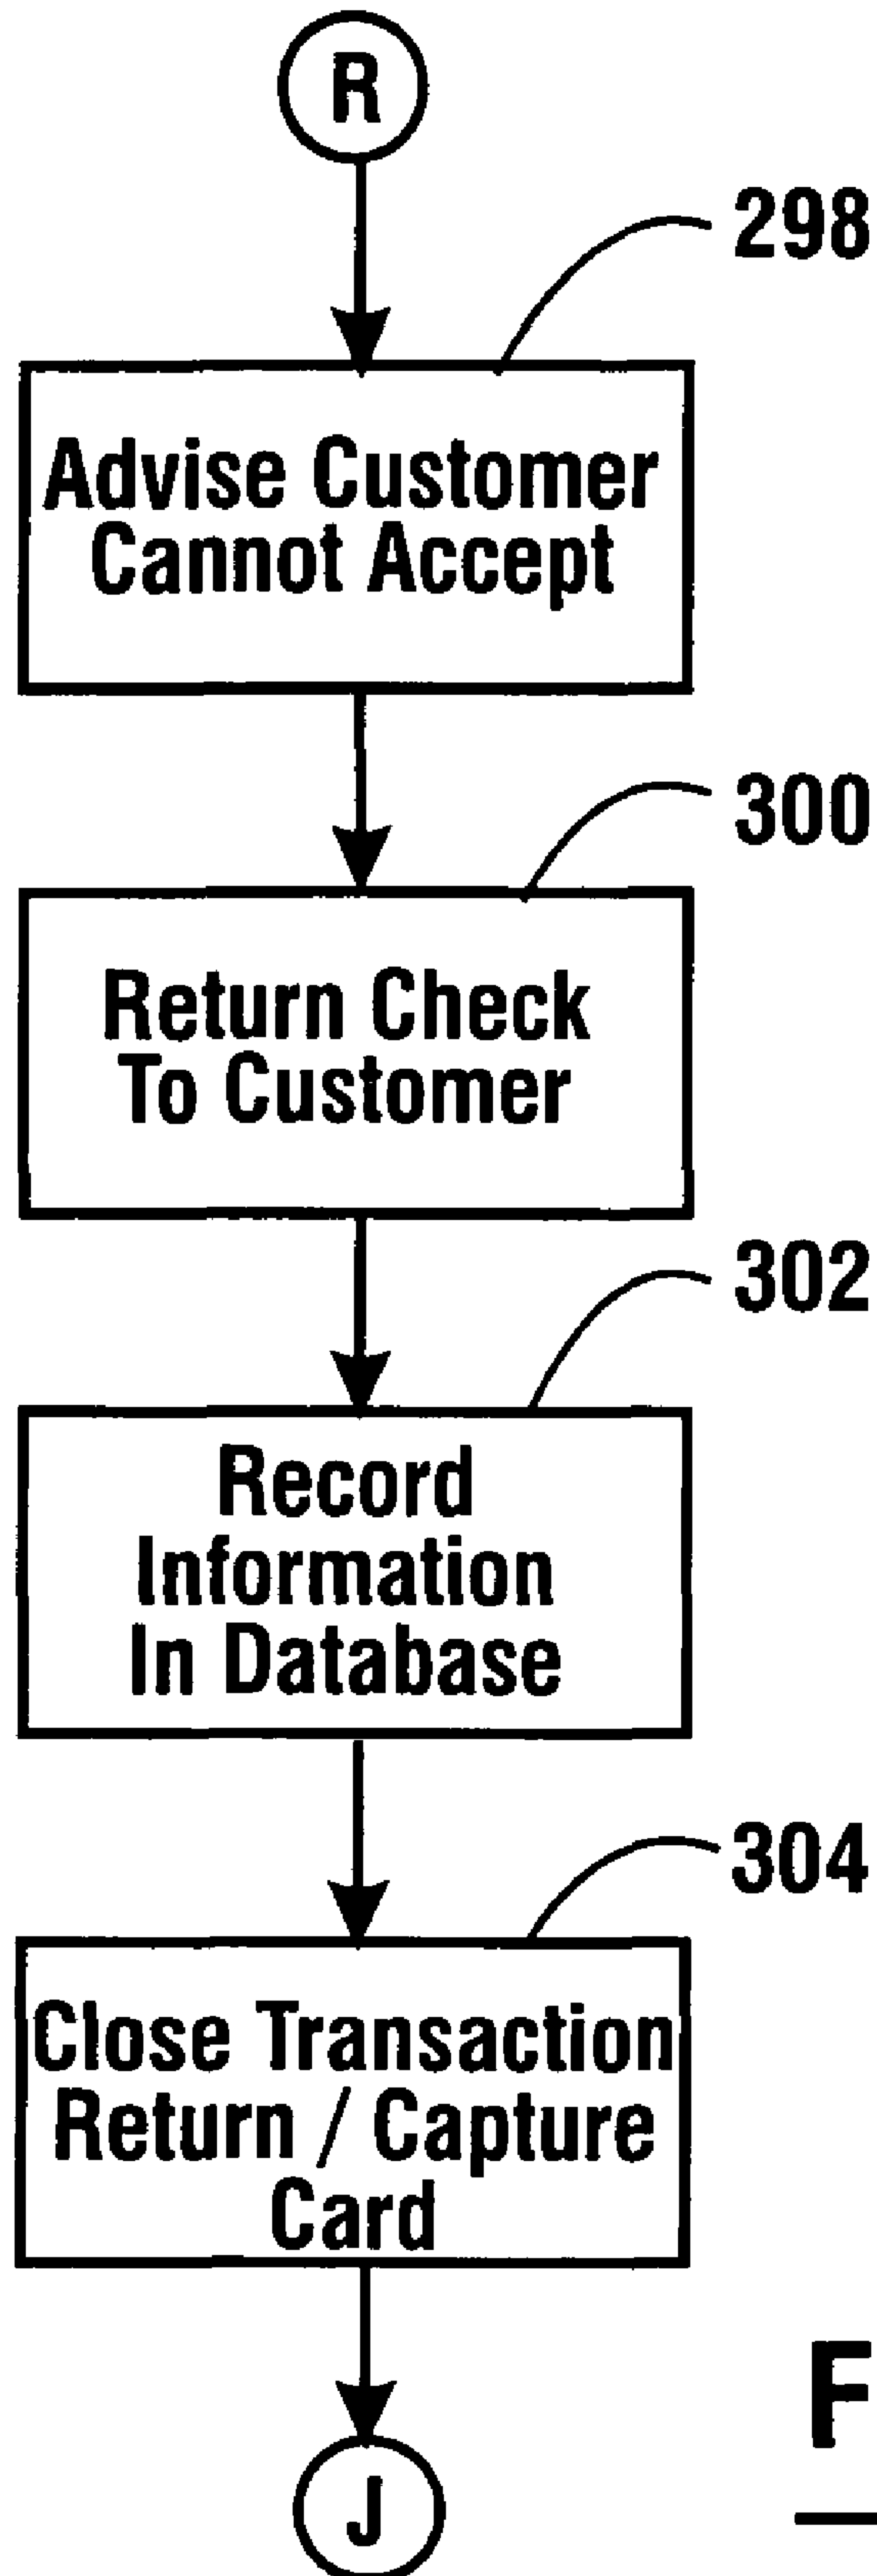 R
298
Advise Customer
Cannot Accept
300
Return Check
To Customer
302
Record
Information
In Database
304
Close Transaction
Return / Capture
Card
F
J